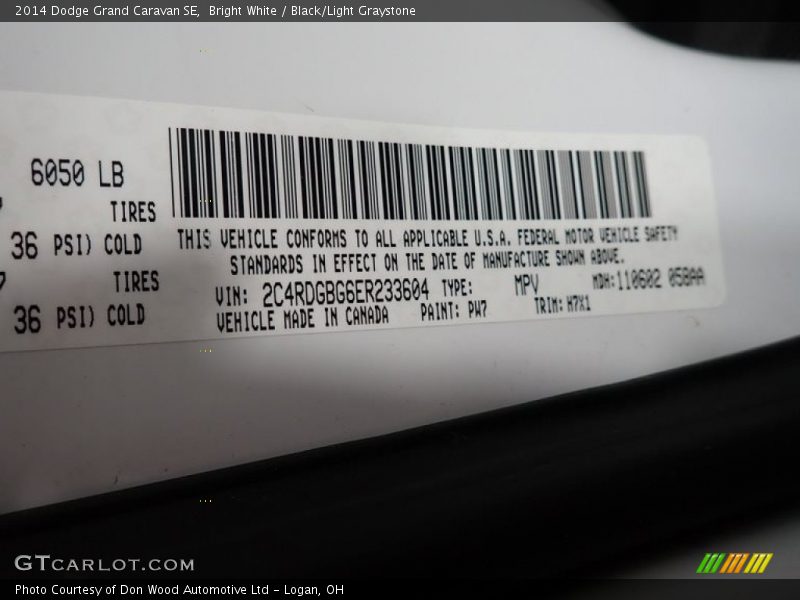 2014 Dodge Grand Caravan SE, Bright White / Black/Light Graystone
6050 LB
TIRES
36 PSI) COLD
TIRES
36 PSI) COLD
THIS VEHICLE CONFORMS TO ALL APPLICABLE U.S.A. FEDERAL MOTOR VEHICLE SAFETY
STANDARDS IN EFFECT ON THE DATE OF MANUFACTURE SHOWN ABOVE.
VIN: 2C4RDGBG6ER233604 TYPE: MPV MDH:110602 058AA
VEHICLE MADE IN CANADA PAINT: PW7 TRIM: H7X1
GTCARLOT.COM
Photo Courtesy of Don Wood Automotive Ltd - Logan, OH